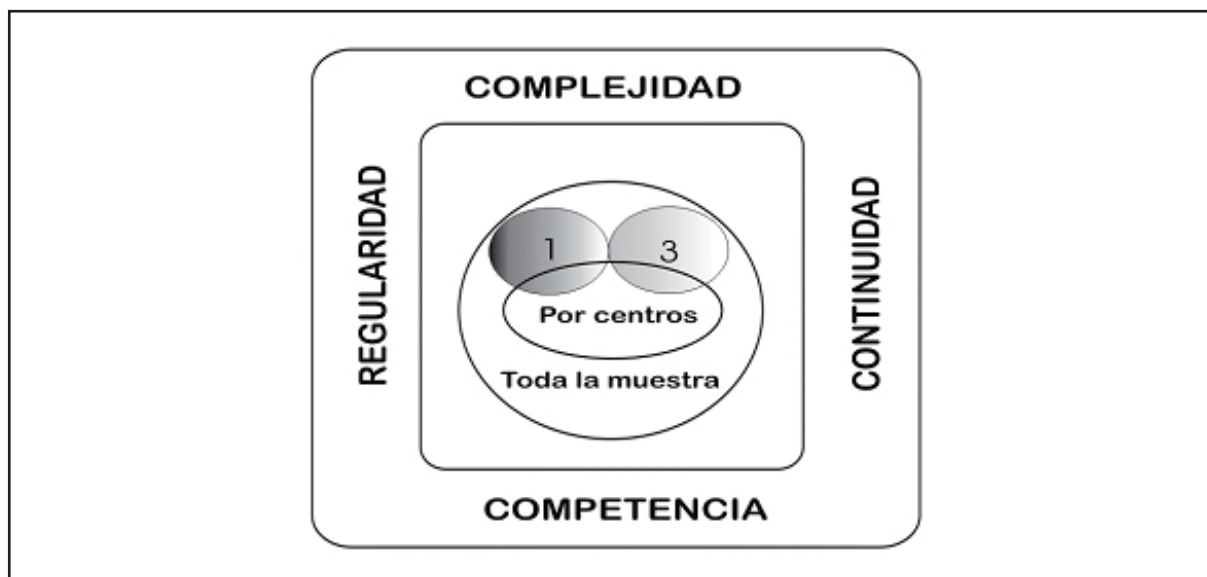 COMPLEJIDAD
REGULARIDAD
1
3
CONTINUIDAD
Por centros
Toda la muestra
COMPETENCIA